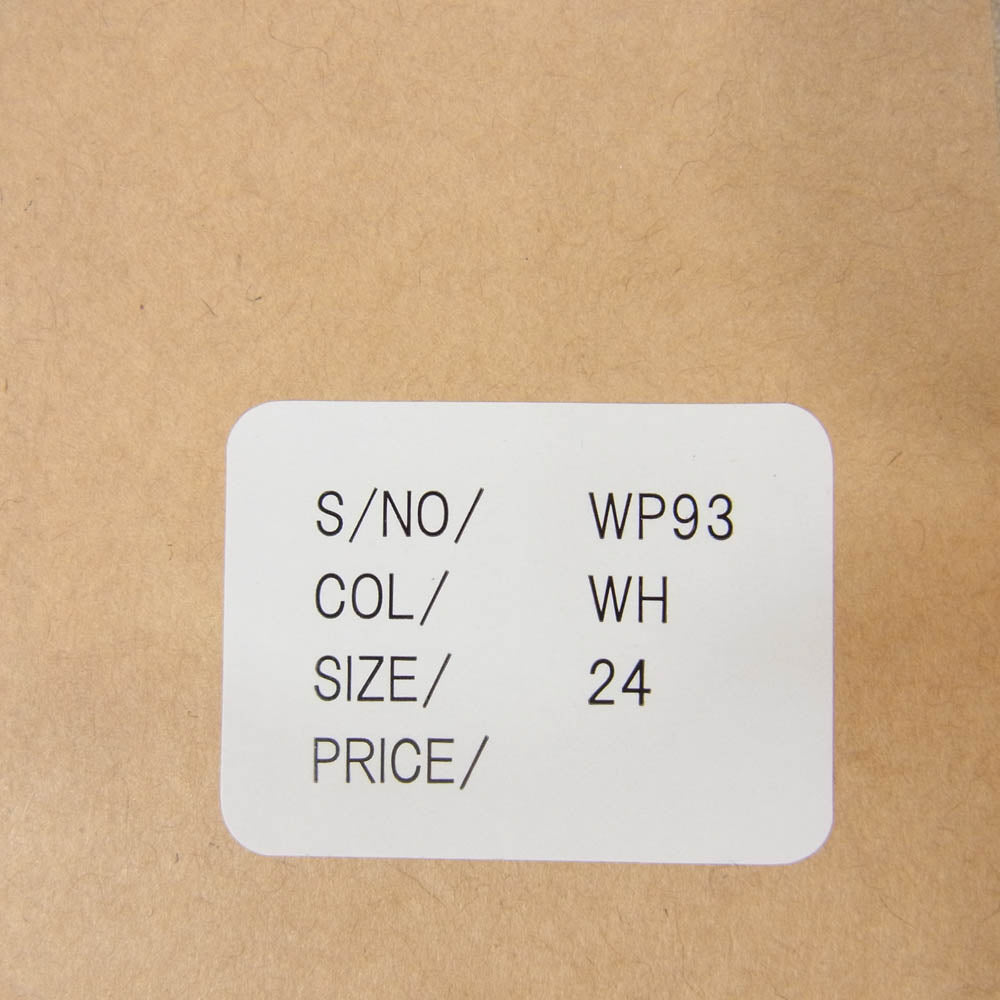 S/NO/ WP93
COL/ WH
SIZE/ 24
PRICE/